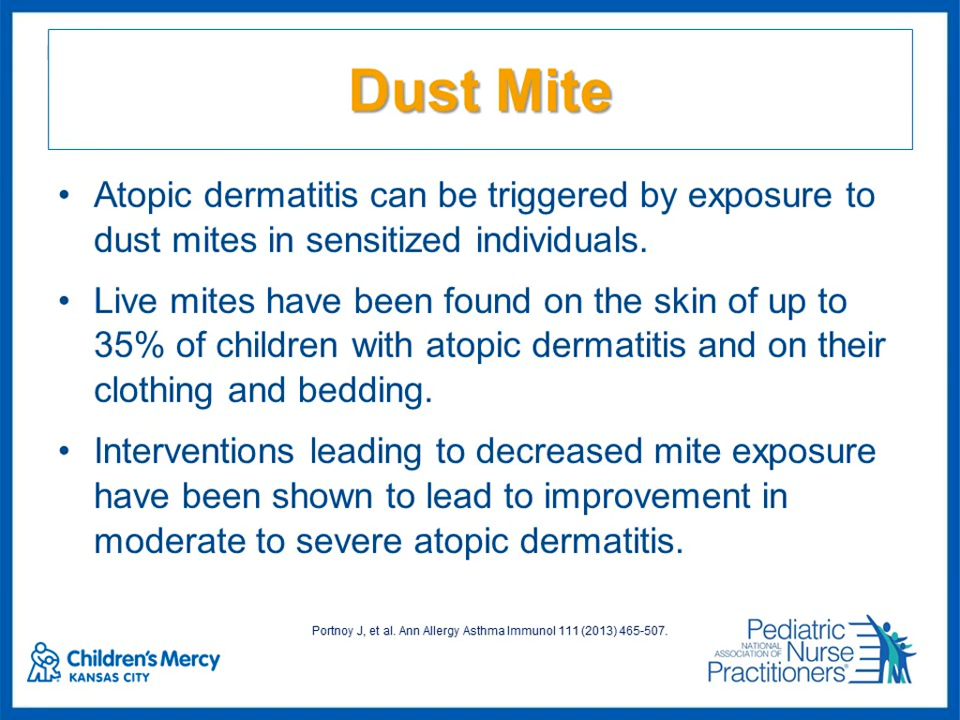 Dust Mite
• Atopic dermatitis can be triggered by exposure to
dust mites in sensitized individuals.
• Live mites have been found on the skin of up to
35% of children with atopic dermatitis and on their
clothing and bedding.
• Interventions leading to decreased mite exposure
have been shown to lead to improvement in
moderate to severe atopic dermatitis.
Portnoy J, et al. Ann Allergy Asthma Immunol 111 (2013) 465-507.
Children's Mercy
KANSAS CITY
Pediatric
NATIONAL ASSOCIATION OF Nurse
Practitioners®